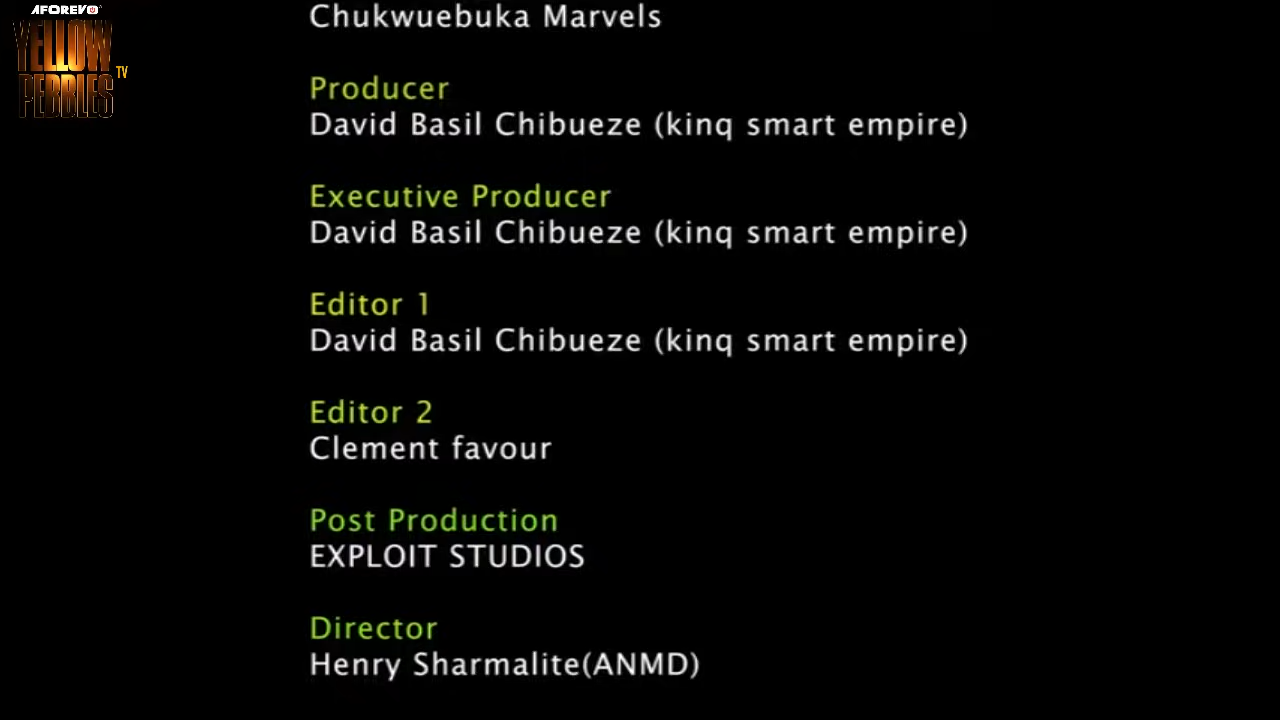 AFOREVO
YELLOW
PEBBLES
TV
Chukwuebuka Marvels
Producer
David Basil Chibueze (kinq smart empire)
Executive Producer
David Basil Chibueze (kinq smart empire)
Editor 1
David Basil Chibueze (kinq smart empire)
Editor 2
Clement favour
Post Production
EXPLOIT STUDIOS
Director
Henry Sharmalite(ANMD)